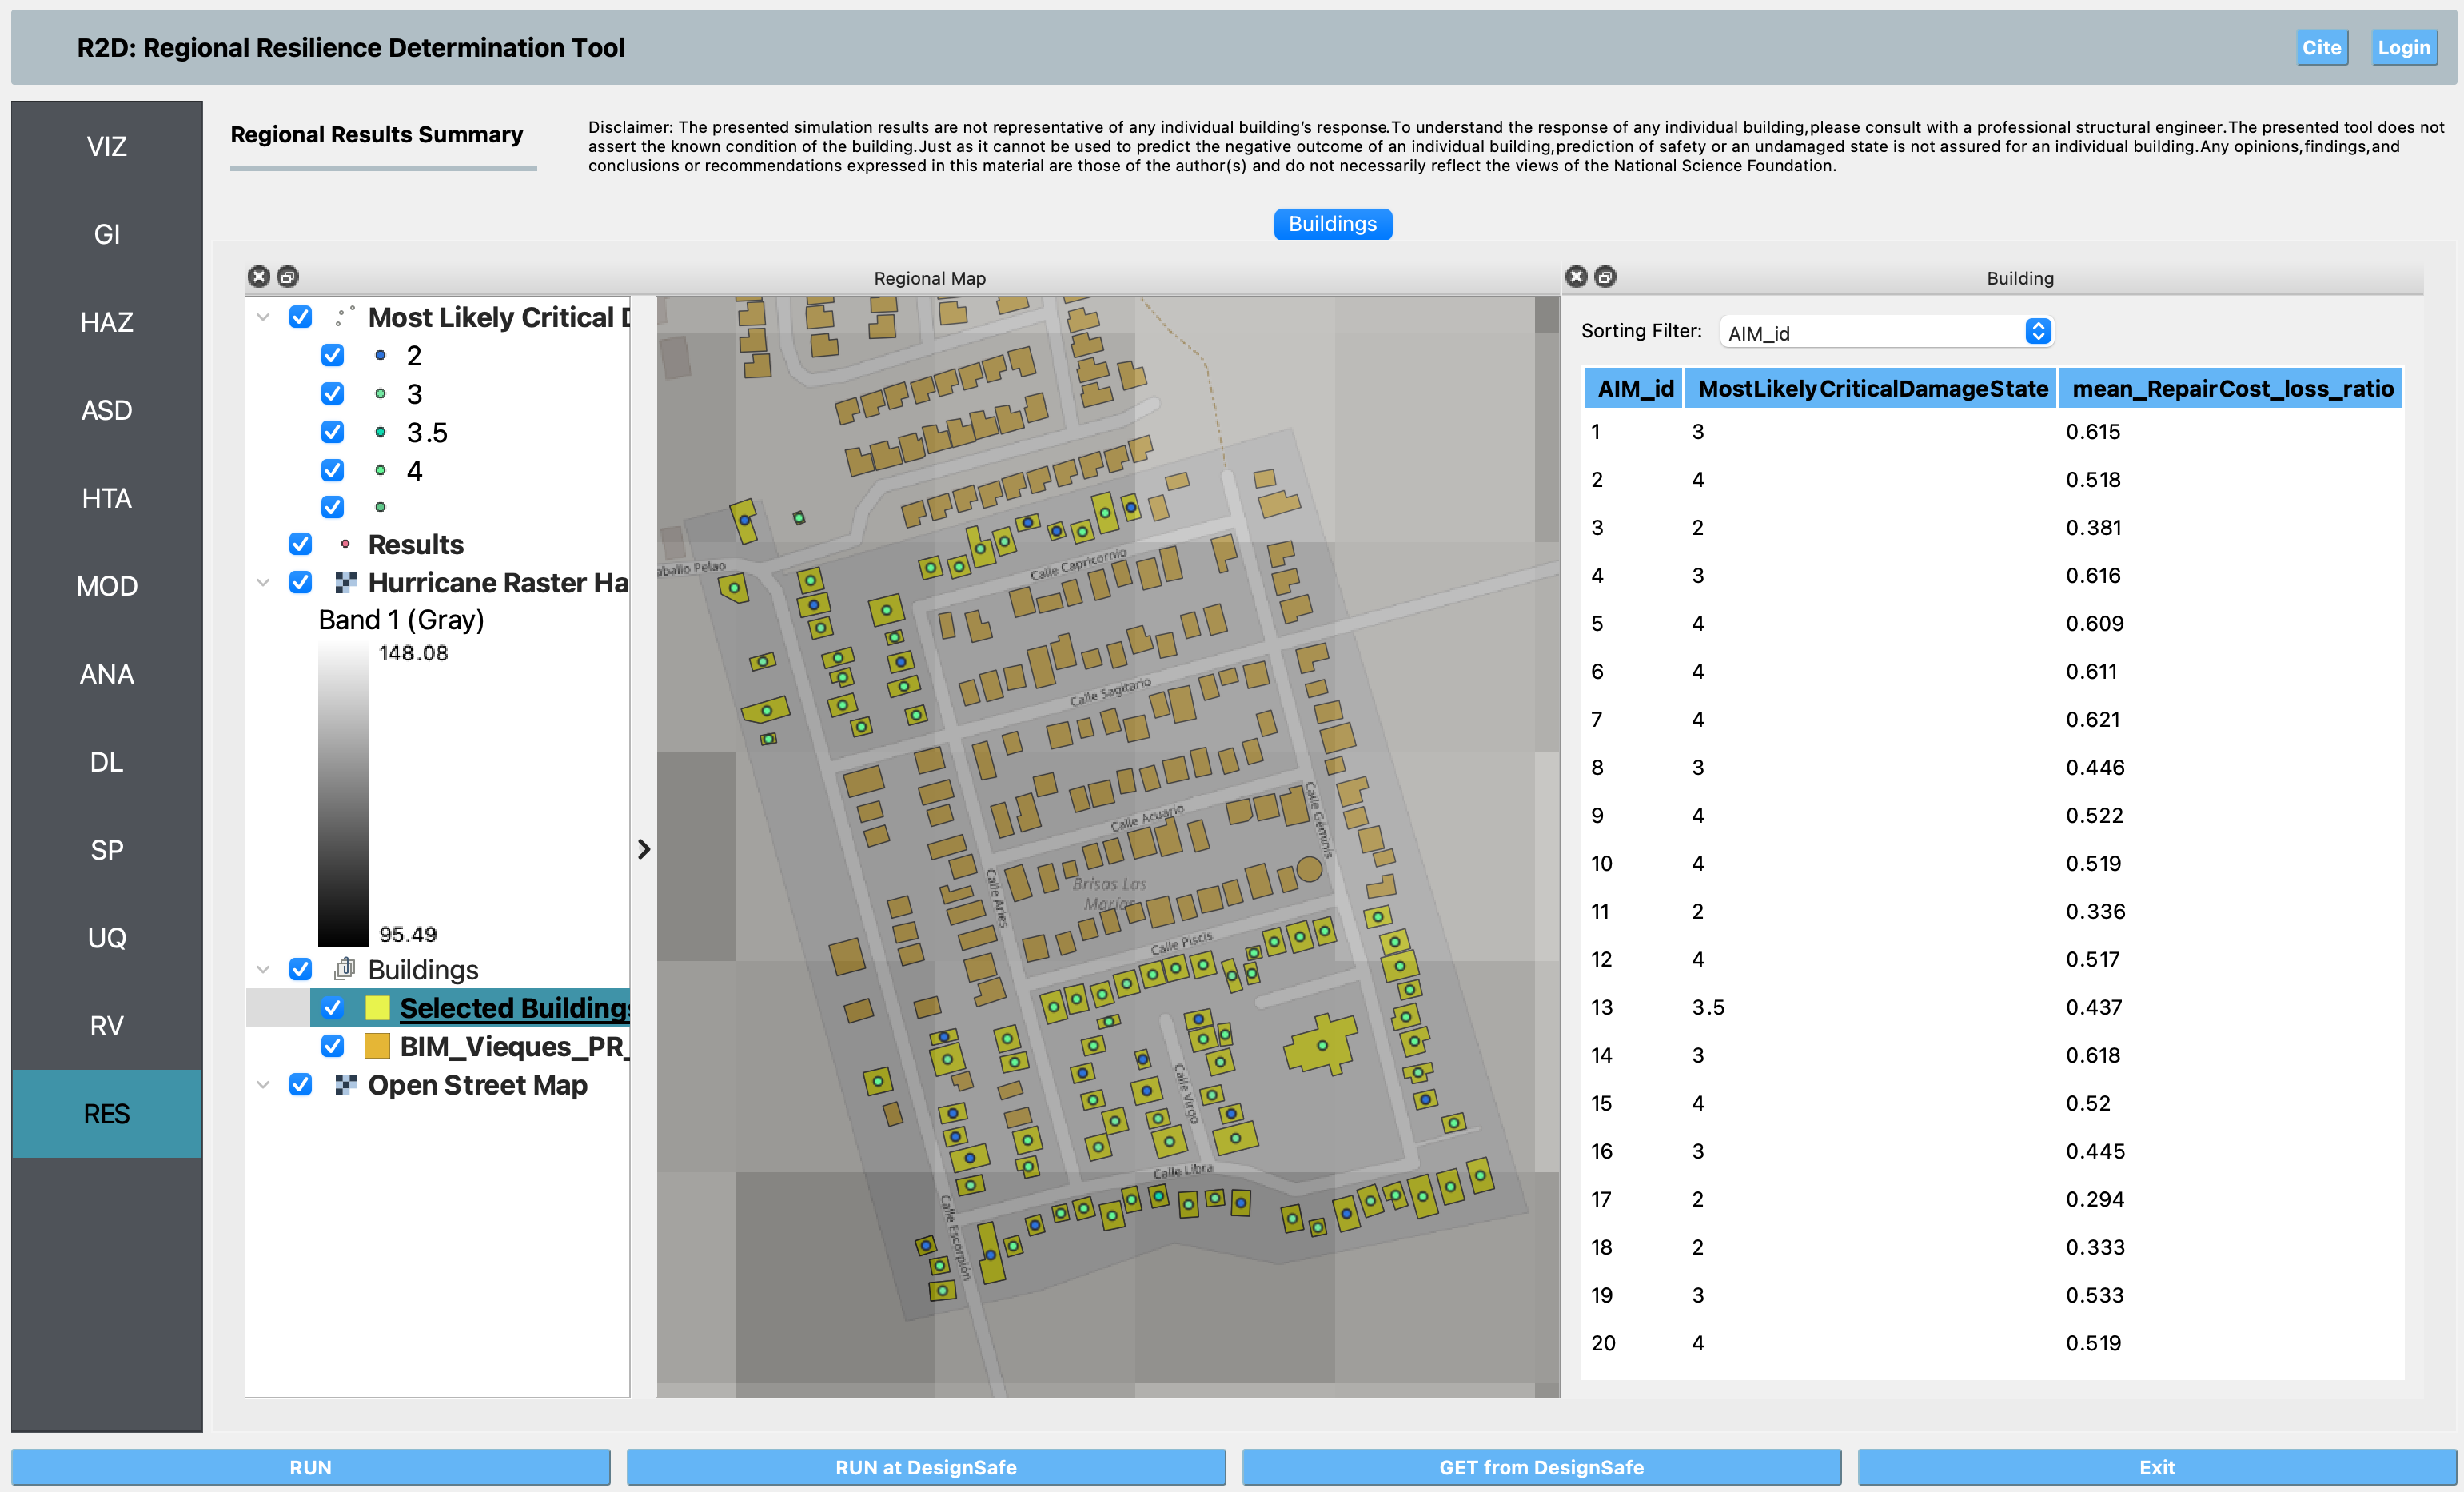 R2D: Regional Resilience Determination Tool
Cite
Login
VIZ
GI
HAZ
ASD
HTA
MOD
ANA
DL
SP
UQ
RV
RES
Regional Results Summary
Disclaimer: The presented simulation results are not representative of any individual building's response.To understand the response of any individual building,please consult with a professional structural engineer.The presented tool does not
assert the known condition of the building.Just as it cannot be used to predict the negative outcome of an individual building,prediction of safety or an undamaged state is not assured for an individual building.Any opinions,findings,and
conclusions or recommendations expressed in this material are those of the author(s) and do not necessarily reflect the views of the National Science Foundation.
Buildings
Regional Map
Most Likely Critical D
2
3
3.5
4
Results
Hurricane Raster Ha
Band 1 (Gray)
148.08
95.49
Buildings
Selected Buildings
BIM_Vieques_PR_
Open Street Map
aballo Pelao
Calle Capricornio
Calle Sagitario
Calle Acuario
Calle Géminis
Calle Aries
Brisas Las
Marías
Calle Piscis
Calle Virgo
Calle Libra
Calle Escorpión
Building
Sorting Filter: AIM_id
AIM_id MostLikelyCriticalDamageState mean_RepairCost_loss_ratio
1 3 0.615
2 4 0.518
3 2 0.381
4 3 0.616
5 4 0.609
6 4 0.611
7 4 0.621
8 3 0.446
9 4 0.522
10 4 0.519
11 2 0.336
12 4 0.517
13 3.5 0.437
14 3 0.618
15 4 0.52
16 3 0.445
17 2 0.294
18 2 0.333
19 3 0.533
20 4 0.519
RUN
RUN at DesignSafe
GET from DesignSafe
Exit